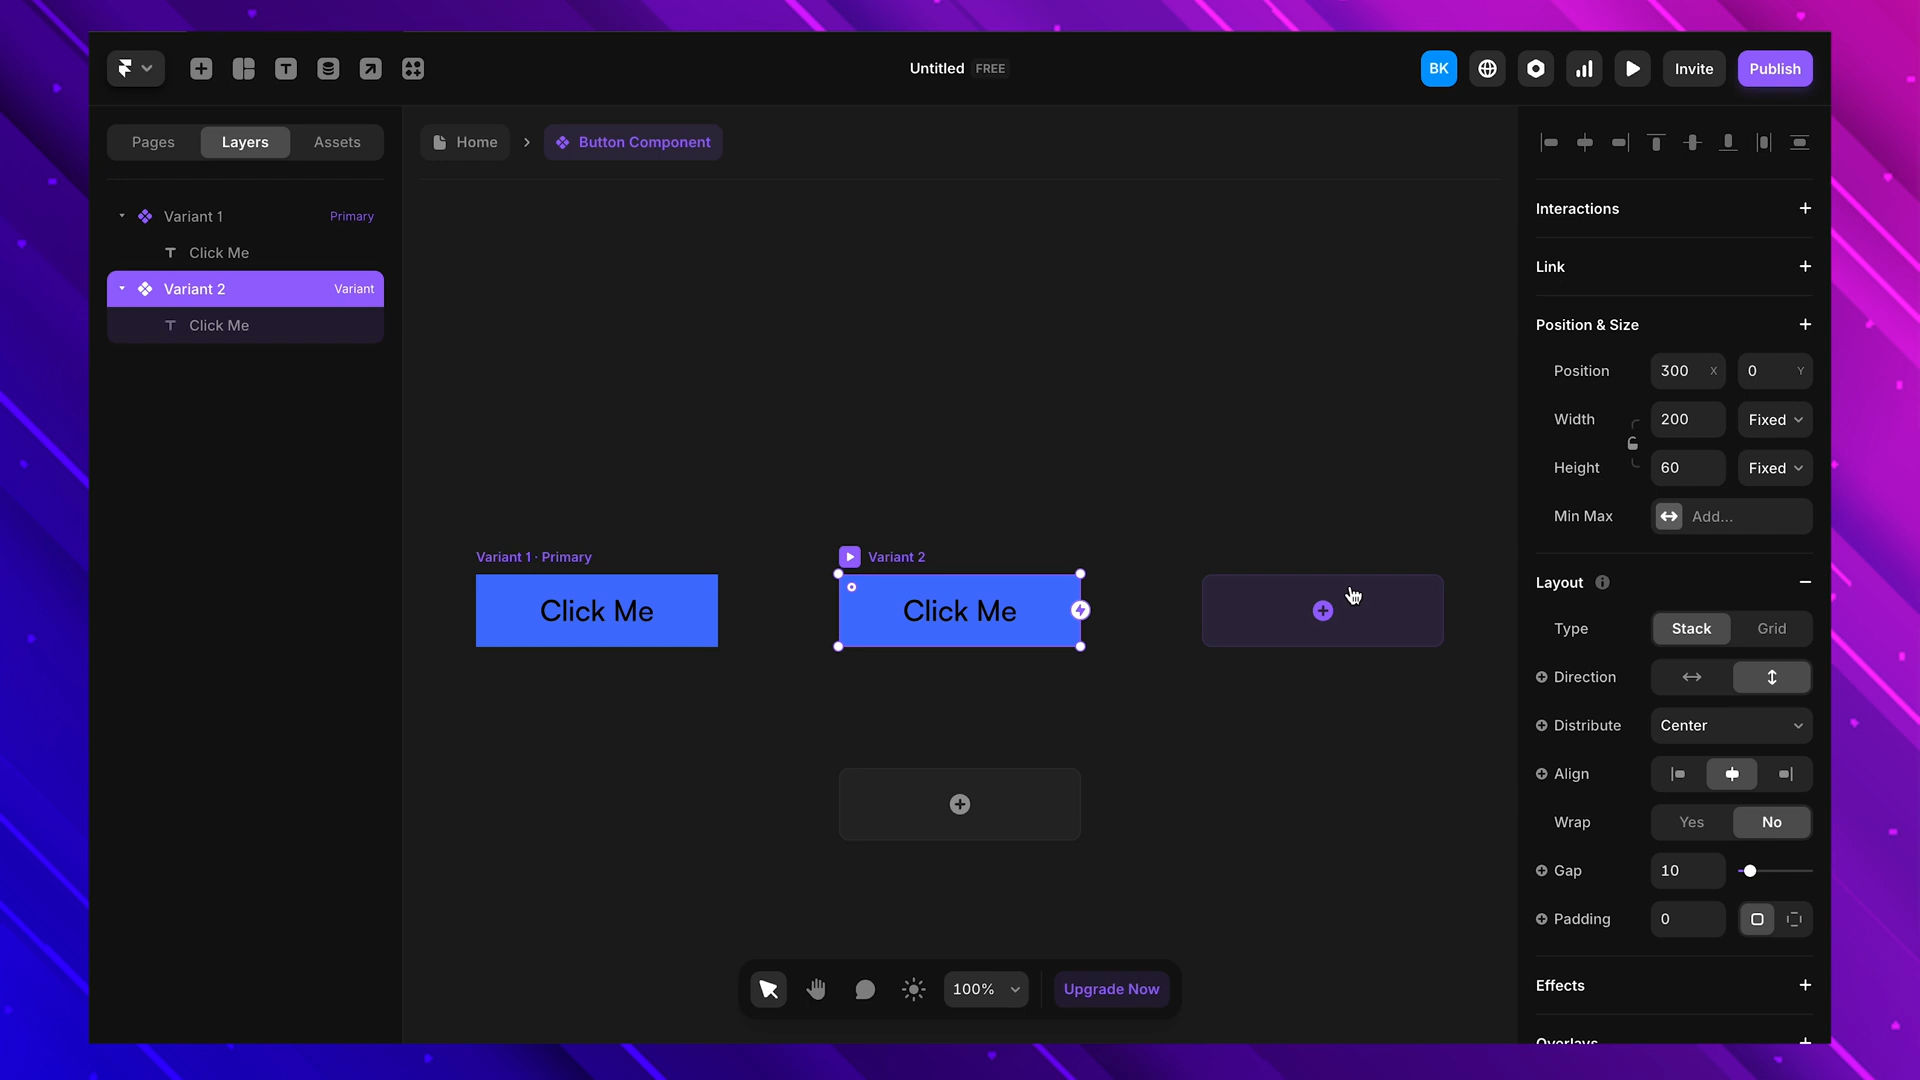 Untitled FREE
BK
Invite
Publish
Pages
Layers
Assets
Variant 1
Primary
Click Me
Variant 2
Variant
Click Me
Home
Button Component
Variant 1 · Primary
Click Me
Variant 2
Click Me
100%
Upgrade Now
Interactions
Link
Position & Size
Position
300 X
0 Y
Width
200
Fixed
Height
60
Fixed
Min Max
Add...
Layout
Type
Stack
Grid
Direction
Distribute
Center
Align
Wrap
Yes
No
Gap
10
Padding
0
Effects
Overlays